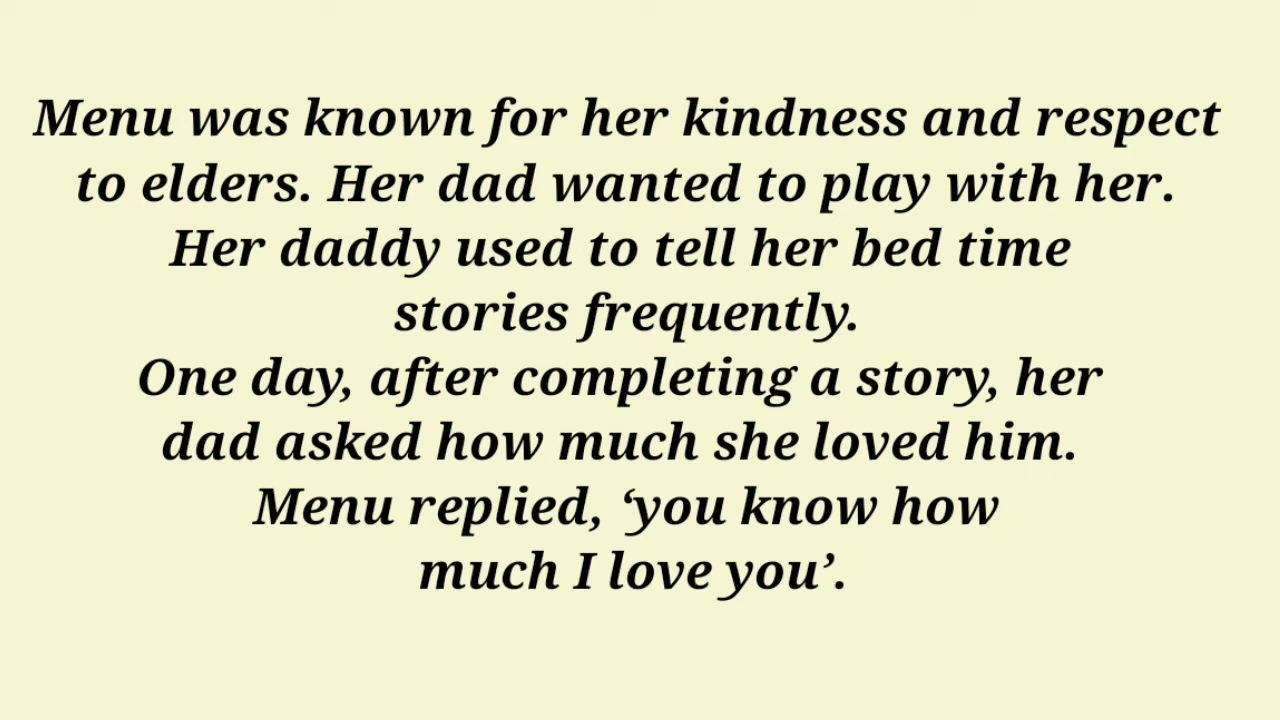 Menu was known for her kindness and respect
to elders. Her dad wanted to play with her.
Her daddy used to tell her bed time
stories frequently.
One day, after completing a story, her
dad asked how much she loved him.
Menu replied, ‘you know how
much I love you’.